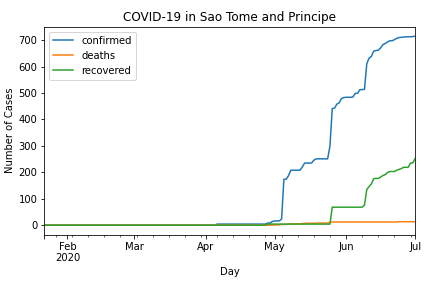 COVID-19 in Sao Tome and Principe
confirmed
deaths
recovered
Number of Cases
700
600
500
400
300
200
100
0
Feb
2020
Mar
Apr
May
Jun
Jul
Day